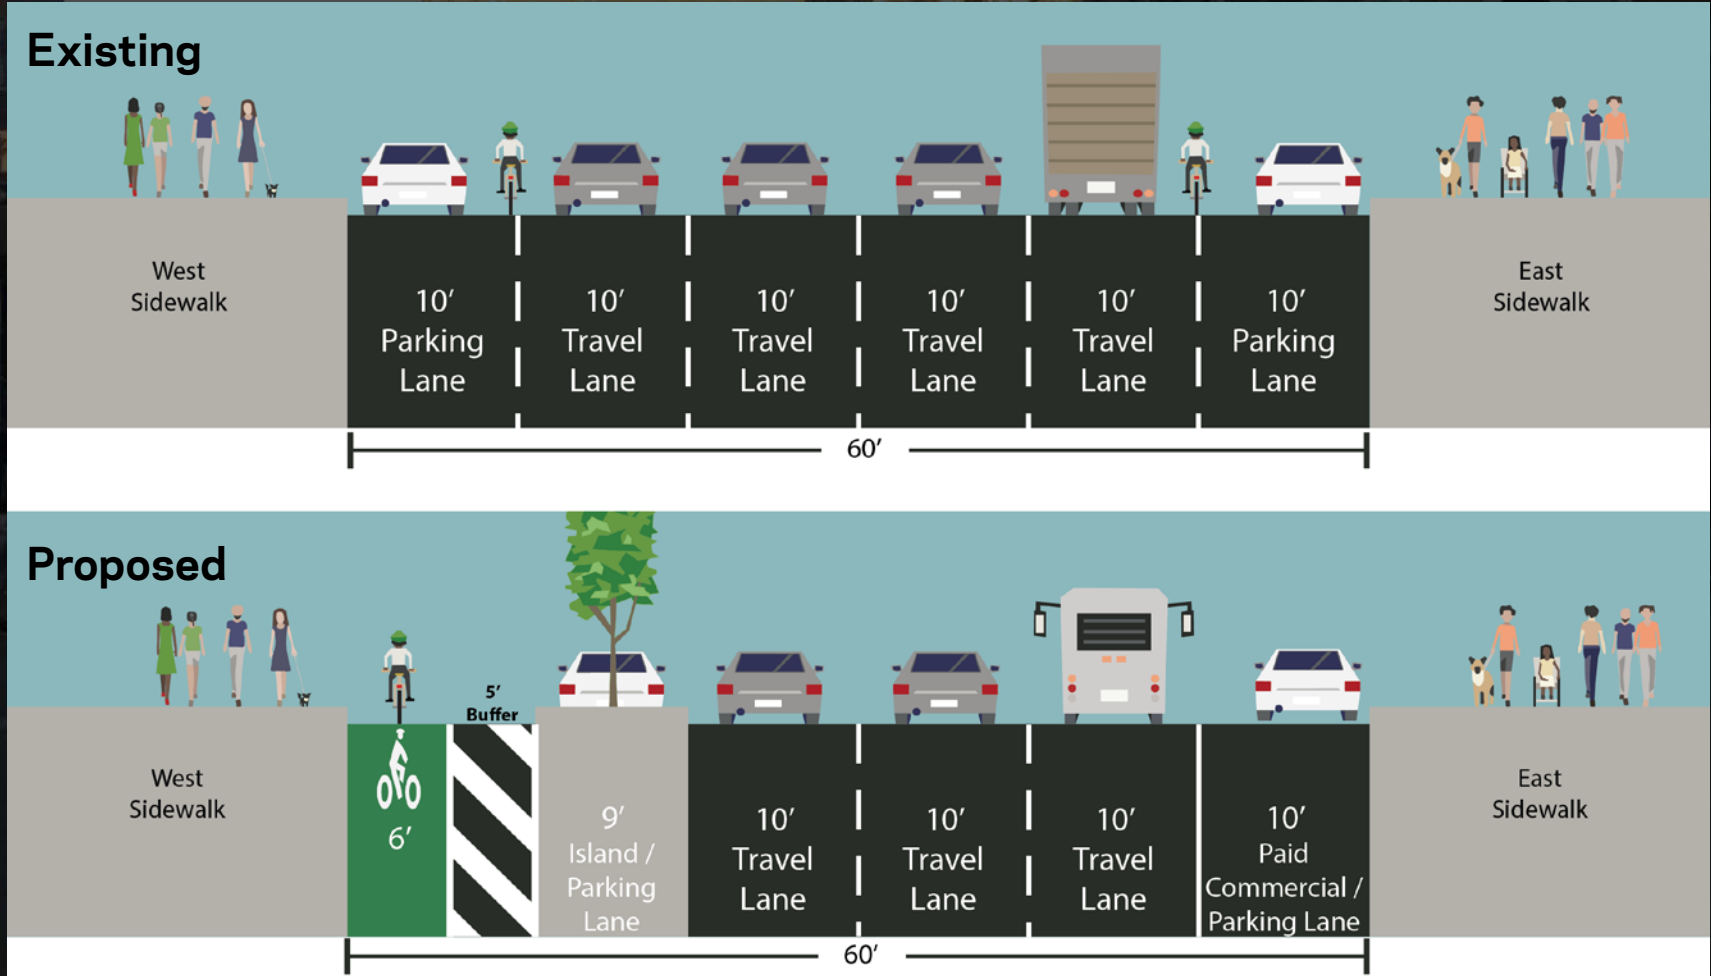 Existing
West
Sidewalk
10′
Parking
Lane
10′
Travel
Lane
10′
Travel
Lane
10′
Travel
Lane
10′
Travel
Lane
10′
Parking
Lane
East
Sidewalk
60′
Proposed
West
Sidewalk
6′
5′
Buffer
9′
Island /
Parking
Lane
10′
Travel
Lane
10′
Travel
Lane
10′
Travel
Lane
10′
Paid
Commercial /
Parking Lane
East
Sidewalk
60′